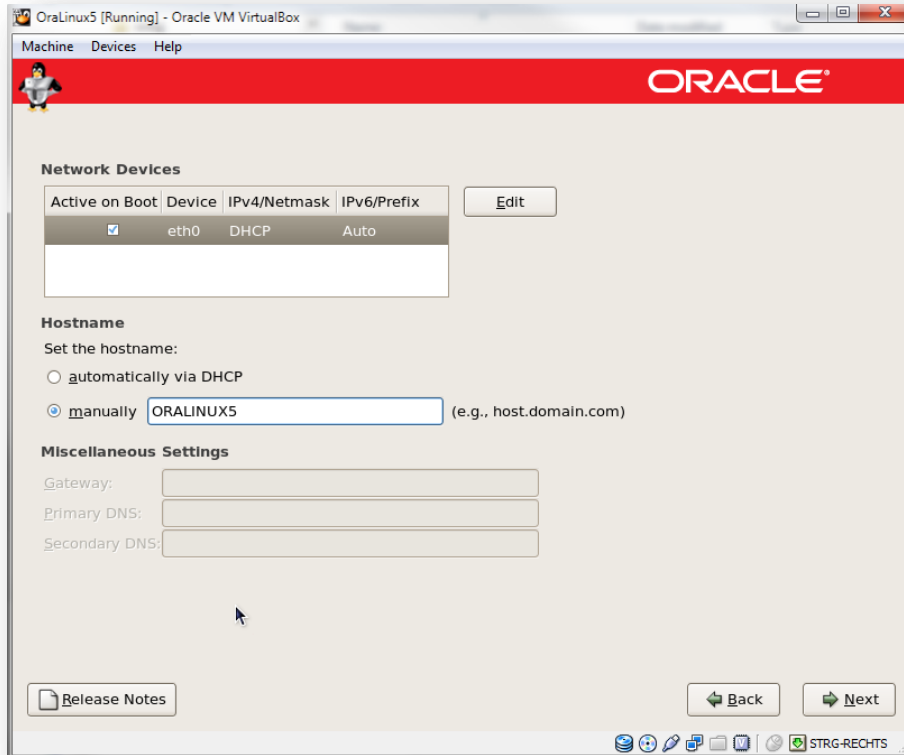 OraLinux5 [Running] - Oracle VM VirtualBox
Machine Devices Help
ORACLE®
Network Devices
Active on Boot Device IPv4/Netmask IPv6/Prefix
Edit
eth0 DHCP Auto
Hostname
Set the hostname:
automatically via DHCP
manually ORALINUX5 (e.g., host.domain.com)
Miscellaneous Settings
Gateway:
Primary DNS:
Secondary DNS:
Release Notes Back Next
STRG-RECHTS